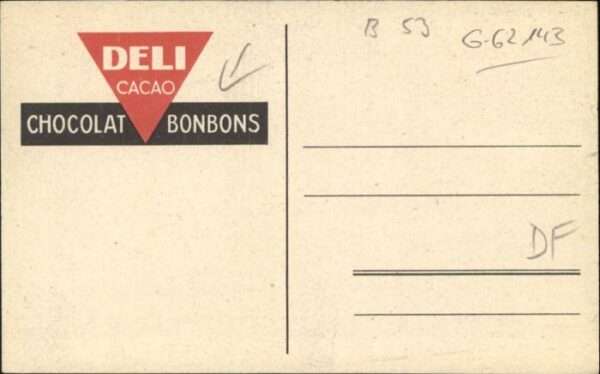 DELI
CACAO
CHOCOLAT BONBONS
B 53
G-62143
DF